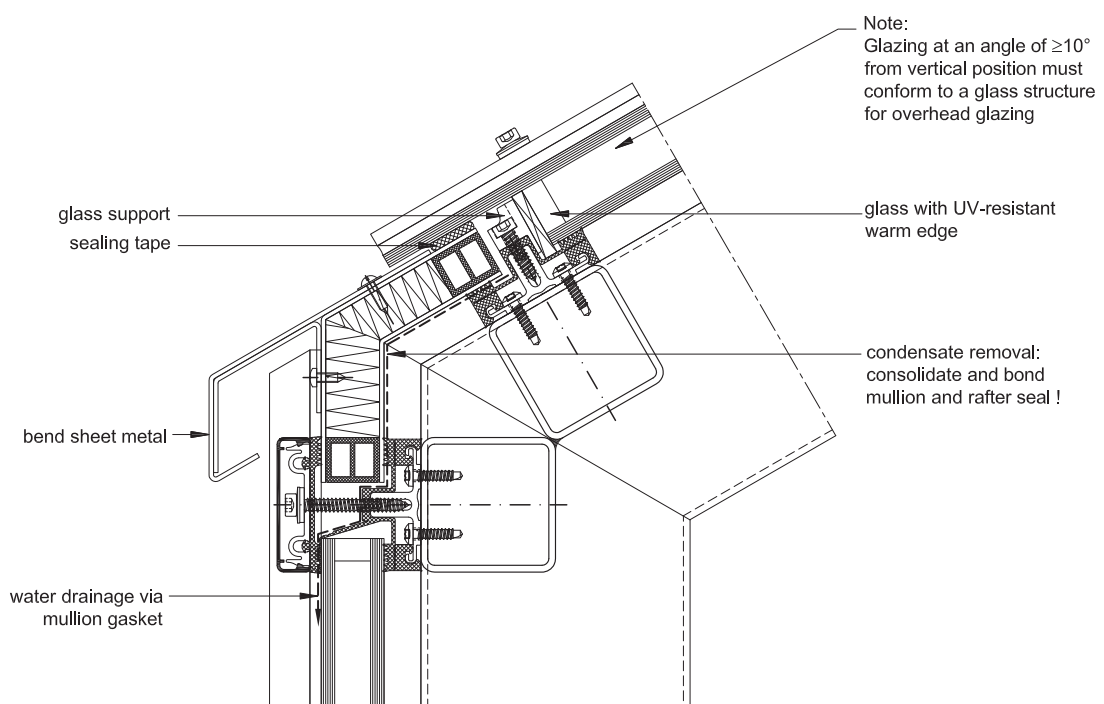 Note:
Glazing at an angle of ≥10°
from vertical position must
conform to a glass structure
for overhead glazing
glass support
sealing tape
glass with UV-resistant
warm edge
condensate removal:
consolidate and bond
mullion and rafter seal !
bend sheet metal
water drainage via
mullion gasket